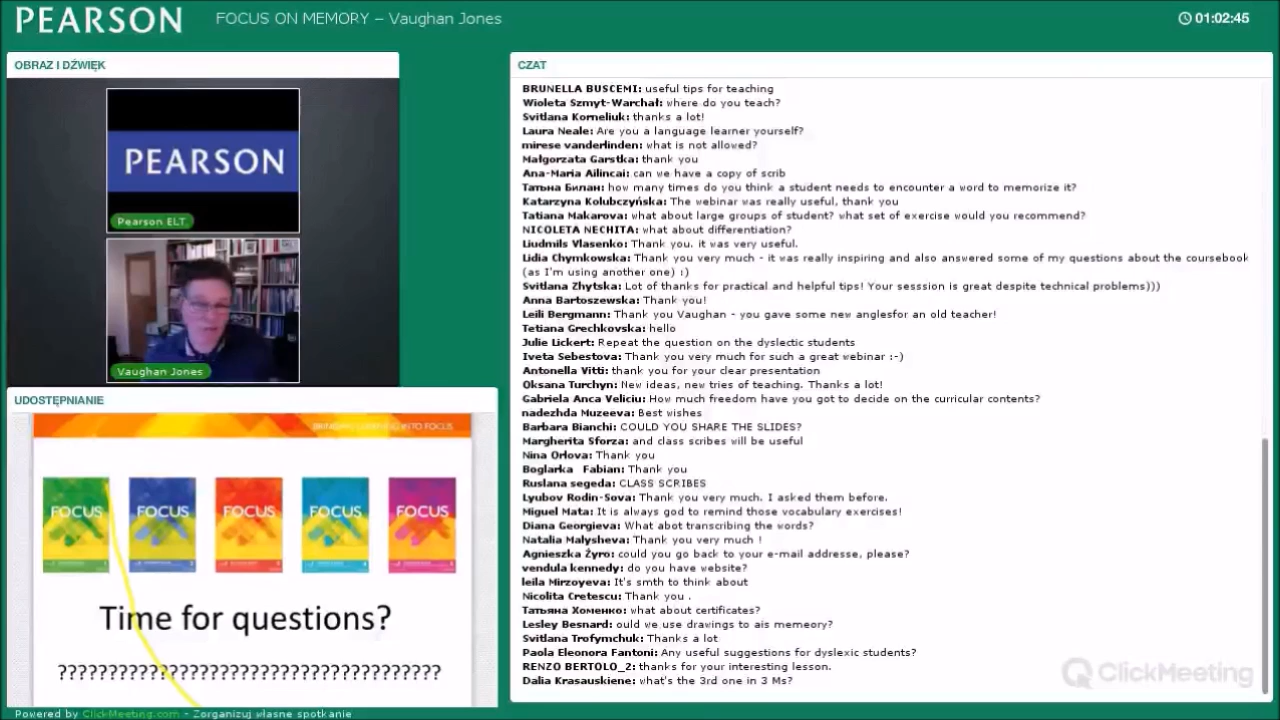 PEARSON
FOCUS ON MEMORY – Vaughan Jones
01:02:45
OBRAZ I DŹWIĘK
PEARSON
Pearson ELT
Vaughan Jones
UDOSTĘPNIANIE
BRINGING LEARNING INTO FOCUS
FOCUS
FOCUS
FOCUS
FOCUS
FOCUS
Time for questions?
???????????????????????????????????????
Powered by ClickMeeting.com - Zorganizuj własne spotkanie
CZAT
BRUNELLA BUSCEMI: useful tips for teaching
Wioleta Szmyt-Warchał: where do you teach?
Svitlana Korneliuk: thanks a lot!
Laura Neale: Are you a language learner yourself?
mirese vanderlinden: what is not allowed?
Małgorzata Garstka: thank you
Ana-Maria Ailincai: can we have a copy of scrib
Татьна Билан: how many times do you think a student needs to encounter a word to memorize it?
Katarzyna Kolubczyńska: The webinar was really useful, thank you
Tatiana Makarova: what about large groups of student? what set of exercise would you recommend?
NICOLETA NECHITA: what about differentiation?
Liudmils Vlasenko: Thank you. it was very useful.
Lidia Chymkowska: Thank you very much - it was really inspiring and also answered some of my questions about the coursebook
(as I'm using another one) :)
Svitlana Zhytska: Lot of thanks for practical and helpful tips! Your sesssion is great despite technical problems)))
Anna Bartoszewska: Thank you!
Leili Bergmann: Thank you Vaughan - you gave some new anglesfor an old teacher!
Tetiana Grechkovska: hello
Julie Lickert: Repeat the question on the dyslectic students
Iveta Sebestova: Thank you very much for such a great webinar :-)
Antonella Vitti: thank you for your clear presentation
Oksana Turchyn: New ideas, new tries of teaching. Thanks a lot!
Gabriela Anca Veliciu: How much freedom have you got to decide on the curricular contents?
nadezhda Muzeeva: Best wishes
Barbara Bianchi: COULD YOU SHARE THE SLIDES?
Margherita Sforza: and class scribes will be useful
Nina Orlova: Thank you
Boglarka Fabian: Thank you
Ruslana segeda: CLASS SCRIBES
Lyubov Rodin-Sova: Thank you very much. I asked them before.
Miguel Mata: It is always god to remind those vocabulary exercises!
Diana Georgieva: What abot transcribing the words?
Natalia Malysheva: Thank you very much !
Agnieszka Żyro: could you go back to your e-mail addresse, please?
vendula kennedy: do you have website?
leila Mirzoyeva: It's smth to think about
Nicolita Cretescu: Thank you .
Татьяна Хоменко: what about certificates?
Lesley Besnard: ould we use drawings to ais memeory?
Svitlana Trofymchuk: Thanks a lot
Paola Eleonora Fantoni: Any useful suggestions for dyslexic students?
RENZO BERTOLO_2: thanks for your interesting lesson.
Dalia Krasauskiene: what's the 3rd one in 3 Ms?
ClickMeeting